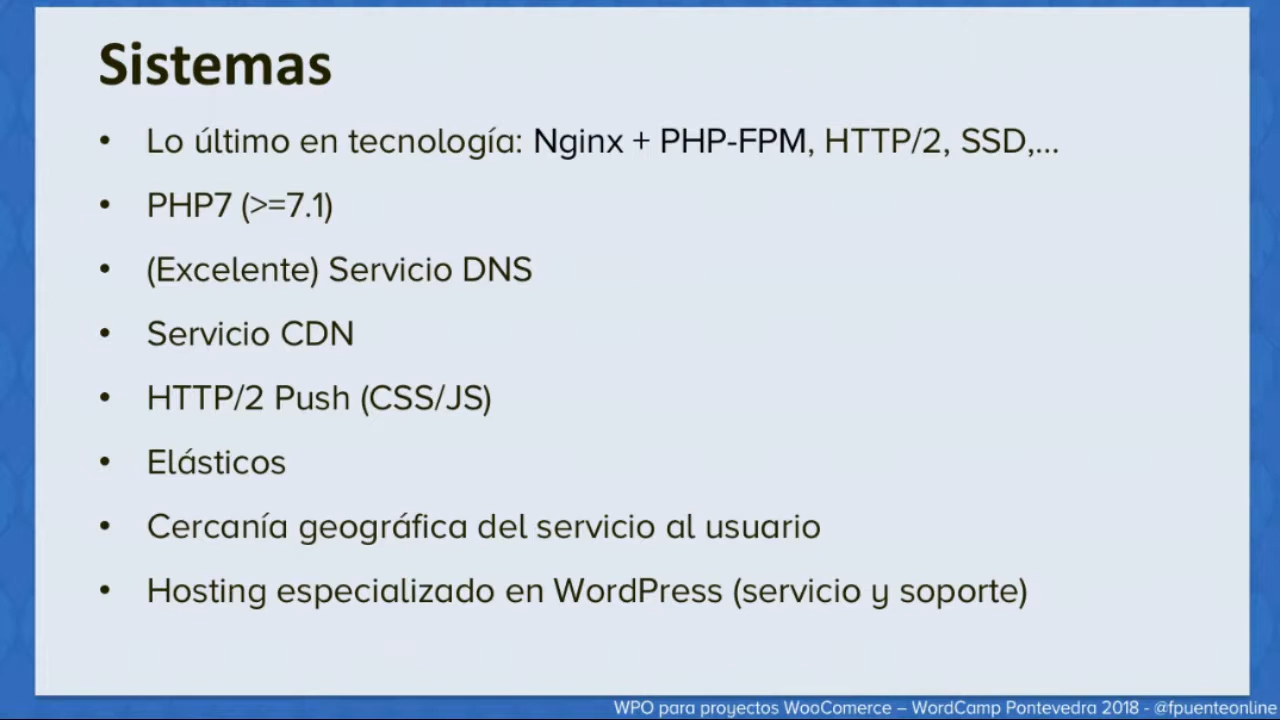 Sistemas
• Lo último en tecnología: Nginx + PHP-FPM, HTTP/2, SSD,...
• PHP7 (>=7.1)
• (Excelente) Servicio DNS
• Servicio CDN
• HTTP/2 Push (CSS/JS)
• Elásticos
• Cercanía geográfica del servicio al usuario
• Hosting especializado en WordPress (servicio y soporte)
WPO para proyectos WooComerce – WordCamp Pontevedra 2018 - @fpuenteonline